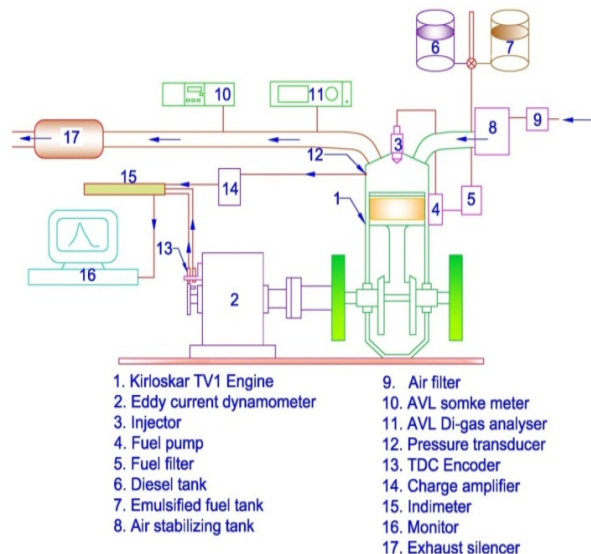 6
7
10
11
17
3
8
9
12
15
14
1
4
5
13
16
2
1. Kirloskar TV1 Engine
2. Eddy current dynamometer
3. Injector
4. Fuel pump
5. Fuel filter
6. Diesel tank
7. Emulsified fuel tank
8. Air stabilizing tank
9. Air filter
10. AVL somke meter
11. AVL Di-gas analyser
12. Pressure transducer
13. TDC Encoder
14. Charge amplifier
15. Indimeter
16. Monitor
17. Exhaust silencer